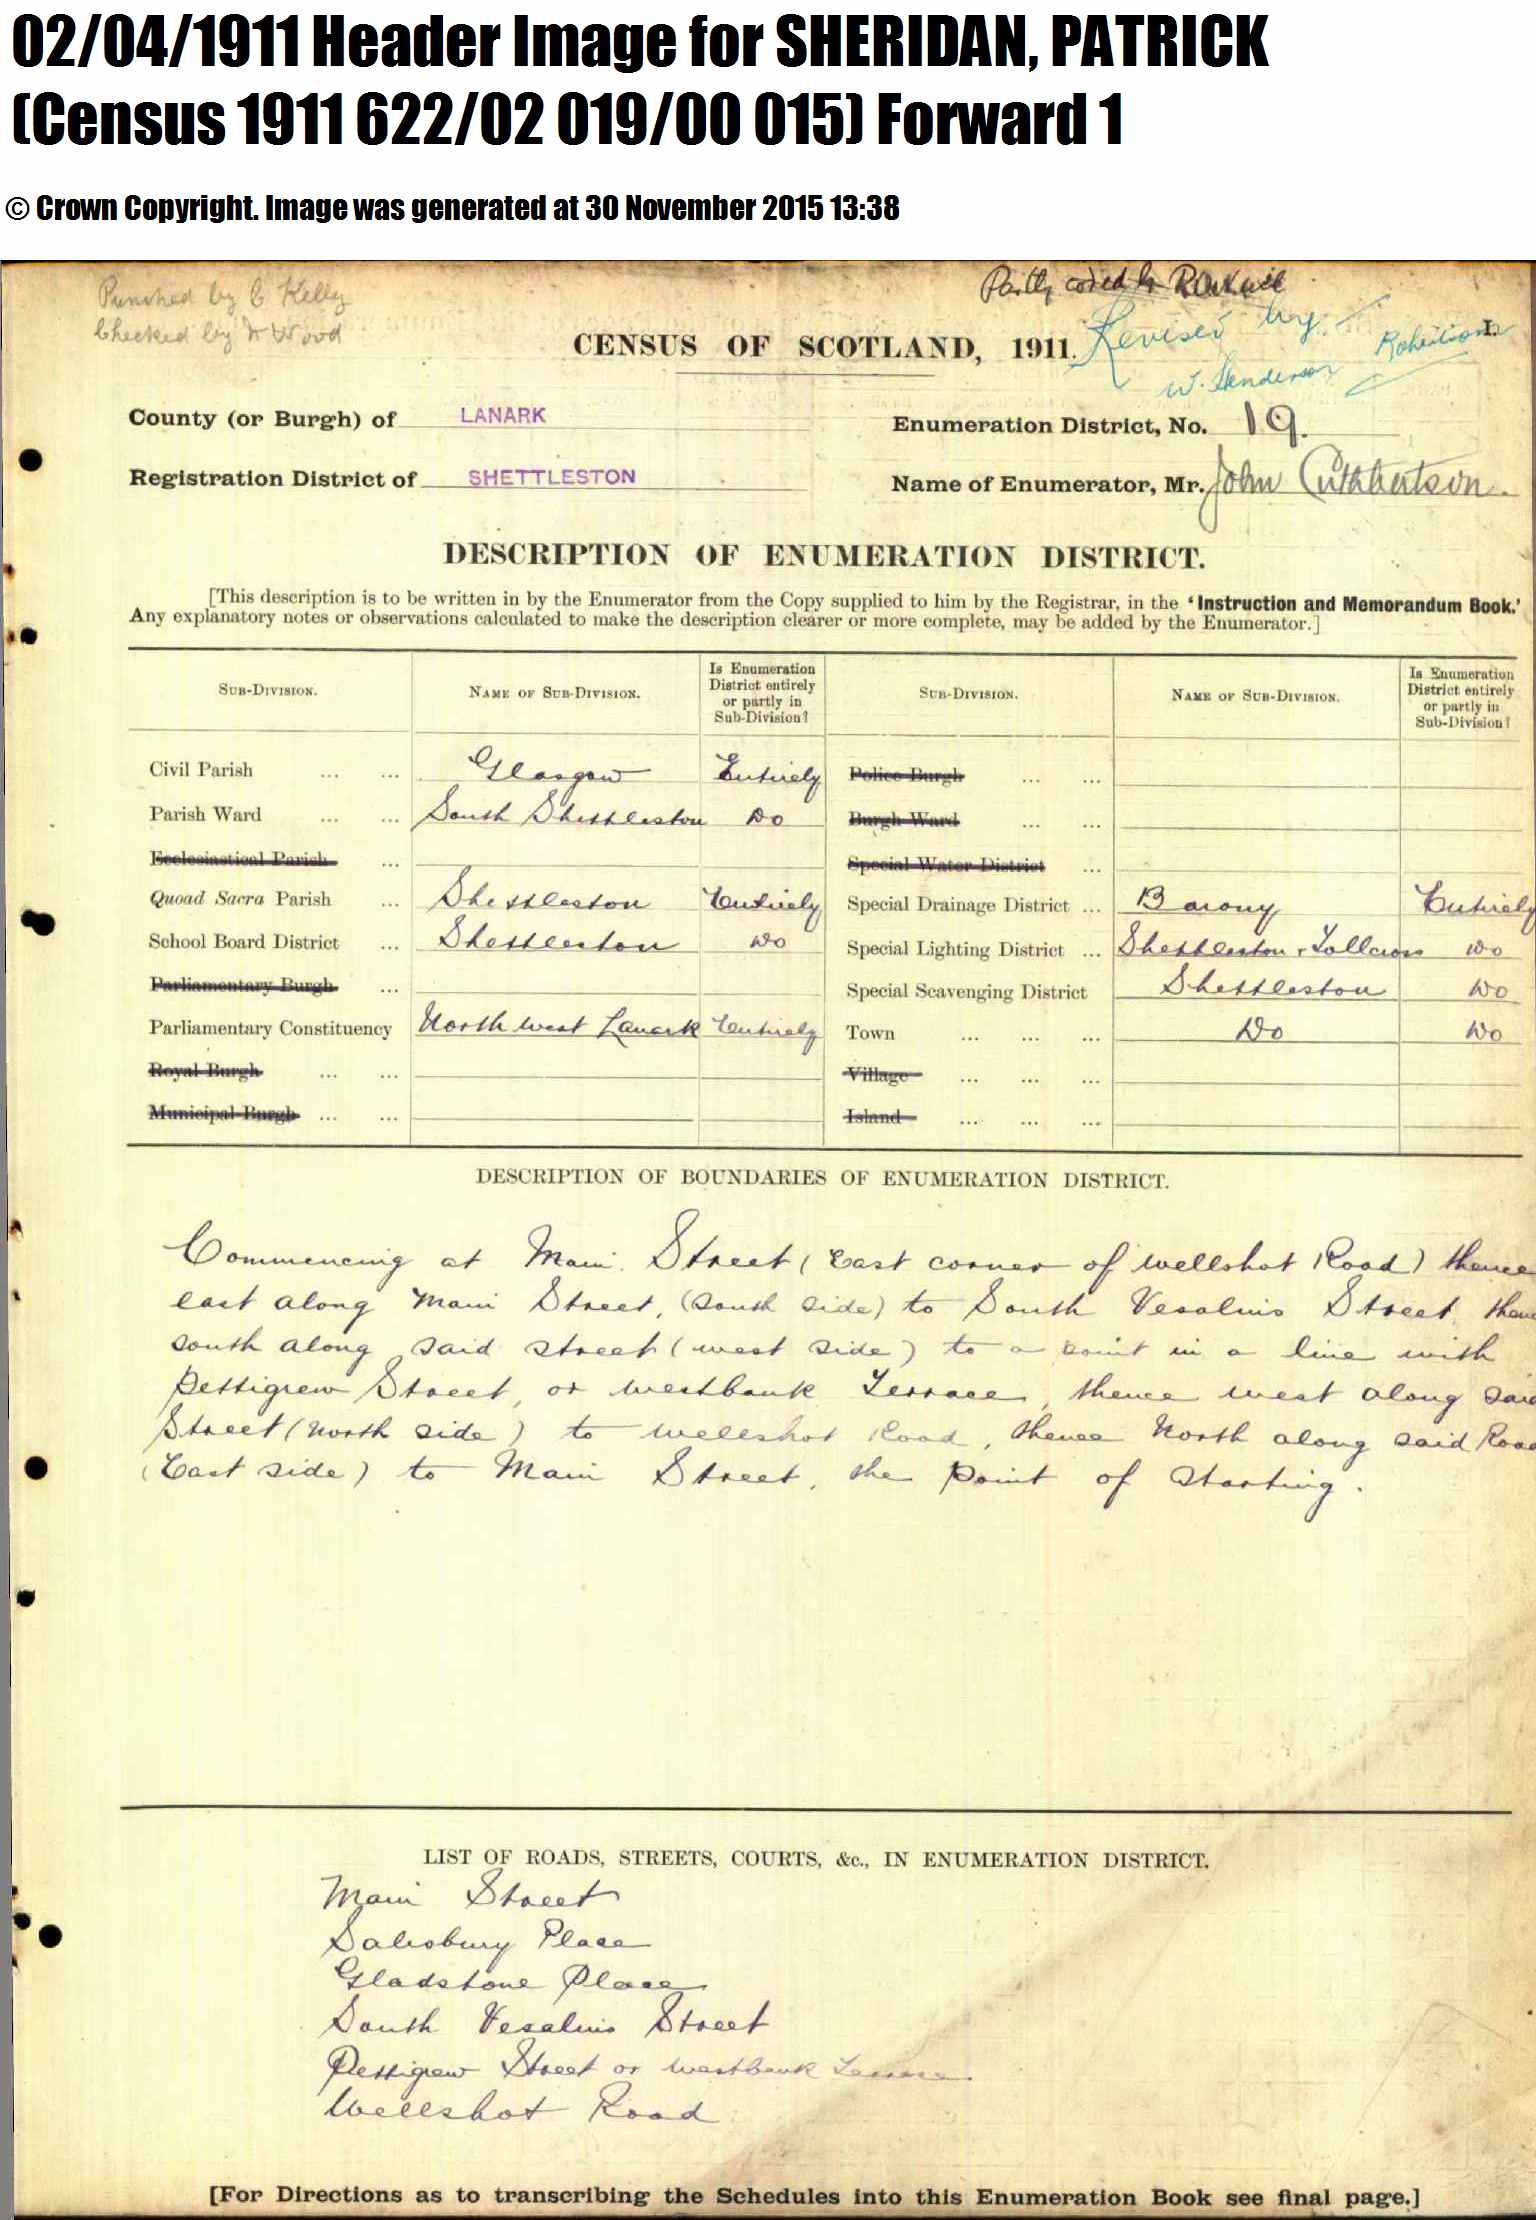 02/04/1911 Header Image for SHERIDAN, PATRICK
(Census 1911 622/02 019/00 015) Forward 1
© Crown Copyright. Image was generated at 30 November 2015 13:38
Punched by C Kelly
Checked by Wood
Partly coded by
Revised by
W. Henderson Robertson
I.
CENSUS OF SCOTLAND, 1911.
County (or Burgh) of LANARK
Enumeration District, No. 19.
Registration District of SHETTLESTON
Name of Enumerator, Mr. John Cuthbertson.
DESCRIPTION OF ENUMERATION DISTRICT.
[This description is to be written in by the Enumerator from the Copy supplied to him by the Registrar, in the 'Instruction and Memorandum Book.'
Any explanatory notes or observations calculated to make the description clearer or more complete, may be added by the Enumerator.]
SUB-DIVISION. NAME OF SUB-DIVISION. Is Enumeration District entirely or partly in Sub-Division? SUB-DIVISION. NAME OF SUB-DIVISION. Is Enumeration District entirely or partly in Sub-Division?
Civil Parish ... ... Glasgow Entirely Police Burgh ... ...
Parish Ward ... ... South Shettleston Do Burgh Ward ... ...
Ecclesiastical Parish ... Special Water District ...
Quoad Sacra Parish ... Shettleston Entirely Special Drainage District ... Barony Entirely
School Board District ... Shettleston Do Special Lighting District ... Shettleston & Tollcross Do
Parliamentary Burgh ... Special Scavenging District Shettleston Do
Parliamentary Constituency North west Lanark Entirely Town ... ... ... Do Do
Royal Burgh ... ... Village ... ... ...
Municipal Burgh ... ... Island ... ... ...
DESCRIPTION OF BOUNDARIES OF ENUMERATION DISTRICT.
Commencing at Main Street (East corner of Wellshot Road) thence
east along Main Street, (South side) to South Vesalius Street, thence
south along said street (west side) to a point in a line with
Pettigrew Street, or Westbank Terrace, thence west along said
Street (North side) to Wellshot Road, thence North along said Road
(East side) to Main Street, the point of starting.
LIST OF ROADS, STREETS, COURTS, &c., IN ENUMERATION DISTRICT.
Main Street
Salisbury Place
Gladstone Place
South Vesalius Street
Pettigrew Street or Westbank Terrace
Wellshot Road
[For Directions as to transcribing the Schedules into this Enumeration Book see final page.]